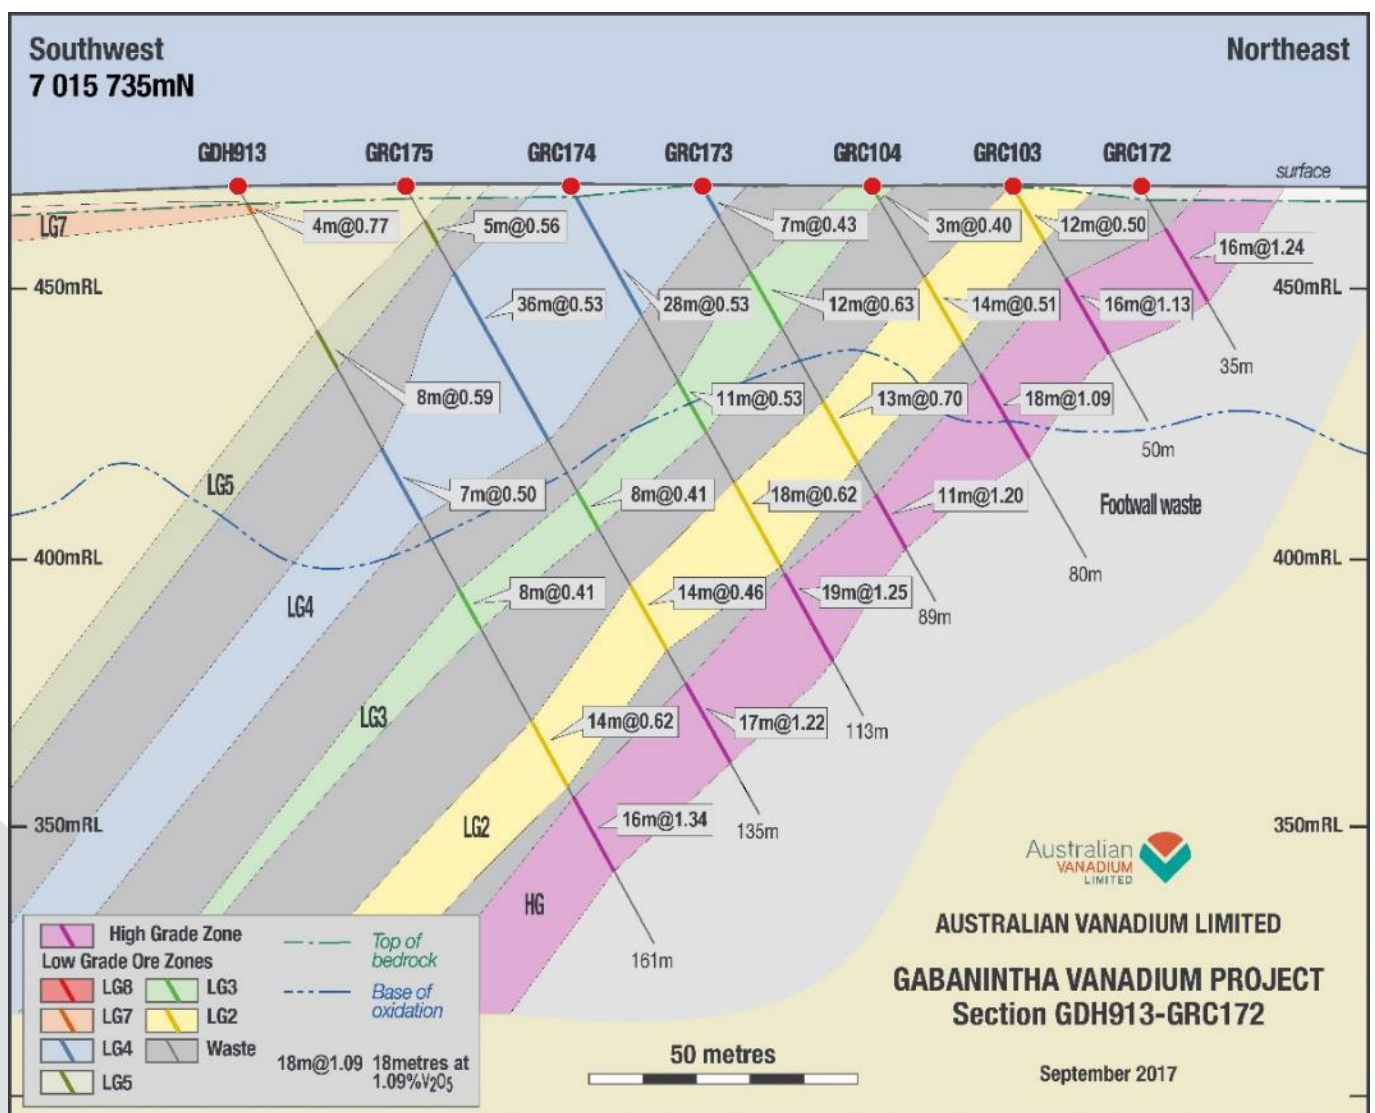 Southwest
7 015 735mN
Northeast
GDH913
GRC175
GRC174
GRC173
GRC104
GRC103
GRC172
surface
LG7
4m@0.77
5m@0.56
7m@0.43
3m@0.40
12m@0.50
16m@1.24
450mRL
36m@0.53
28m@0.53
12m@0.63
14m@0.51
16m@1.13
450mRL
35m
8m@0.59
11m@0.53
13m@0.70
18m@1.09
50m
LG5
7m@0.50
8m@0.41
18m@0.62
11m@1.20
Footwall waste
400mRL
400mRL
80m
LG4
8m@0.41
14m@0.46
19m@1.25
89m
LG3
14m@0.62
17m@1.22
113m
350mRL
LG2
16m@1.34
135m
350mRL
Australian
VANADIUM
LIMITED
HG
161m
AUSTRALIAN VANADIUM LIMITED
GABANINTHA VANADIUM PROJECT
Section GDH913-GRC172
September 2017
High Grade Zone
Low Grade Ore Zones
LG8
LG3
LG7
LG2
LG4
Waste
LG5
Top of
bedrock
Base of
oxidation
18m@1.09 18metres at
1.09%V₂O₅
50 metres